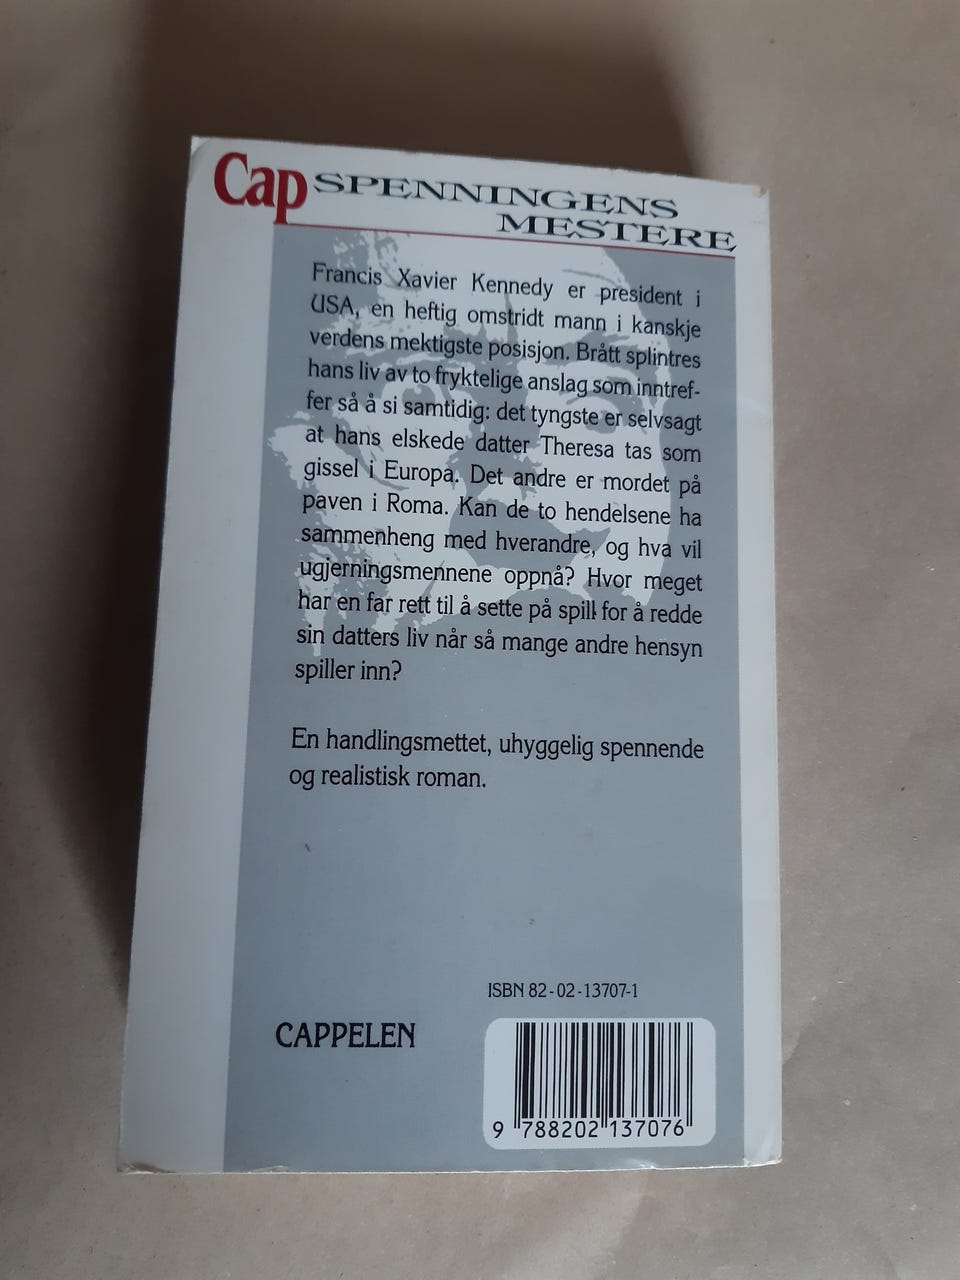 Cap SPENNINGENS
MESTERE
Francis Xavier Kennedy er president i
USA, en heftig omstridt mann i kanskje
verdens mektigste posisjon. Brått splintres
hans liv av to fryktelige anslag som inntref-
fer så å si samtidig: det tyngste er selvsagt
at hans elskede datter Theresa tas som
gissel i Europa. Det andre er mordet på
paven i Roma. Kan de to hendelsene ha
sammenheng med hverandre, og hva vil
ugjerningsmennene oppnå? Hvor meget
har en far rett til å sette på spill for å redde
sin datters liv når så mange andre hensyn
spiller inn?
En handlingsmettet, uhyggelig spennende
og realistisk roman.
ISBN 82-02-13707-1
CAPPELEN
9 788202 137076